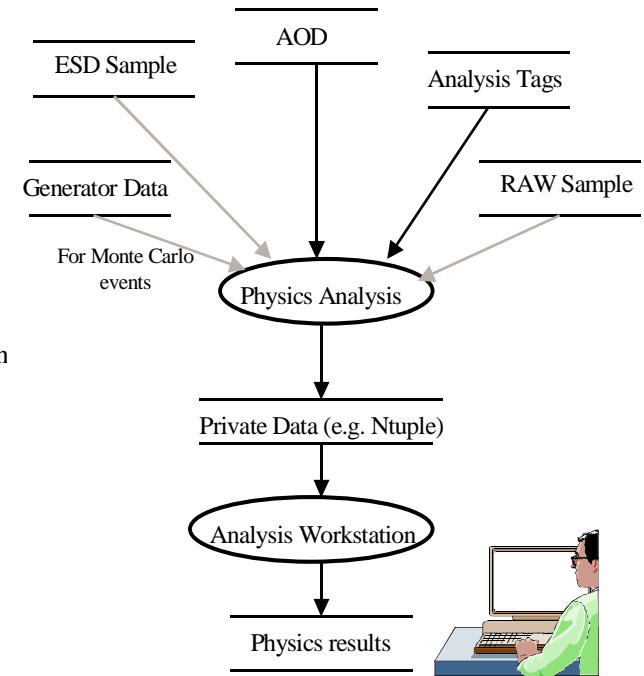 AOD
ESD Sample
Analysis Tags
Generator Data
RAW Sample
For Monte Carlo
events
Physics Analysis
Private Data (e.g. Ntuple)
Analysis Workstation
Physics results